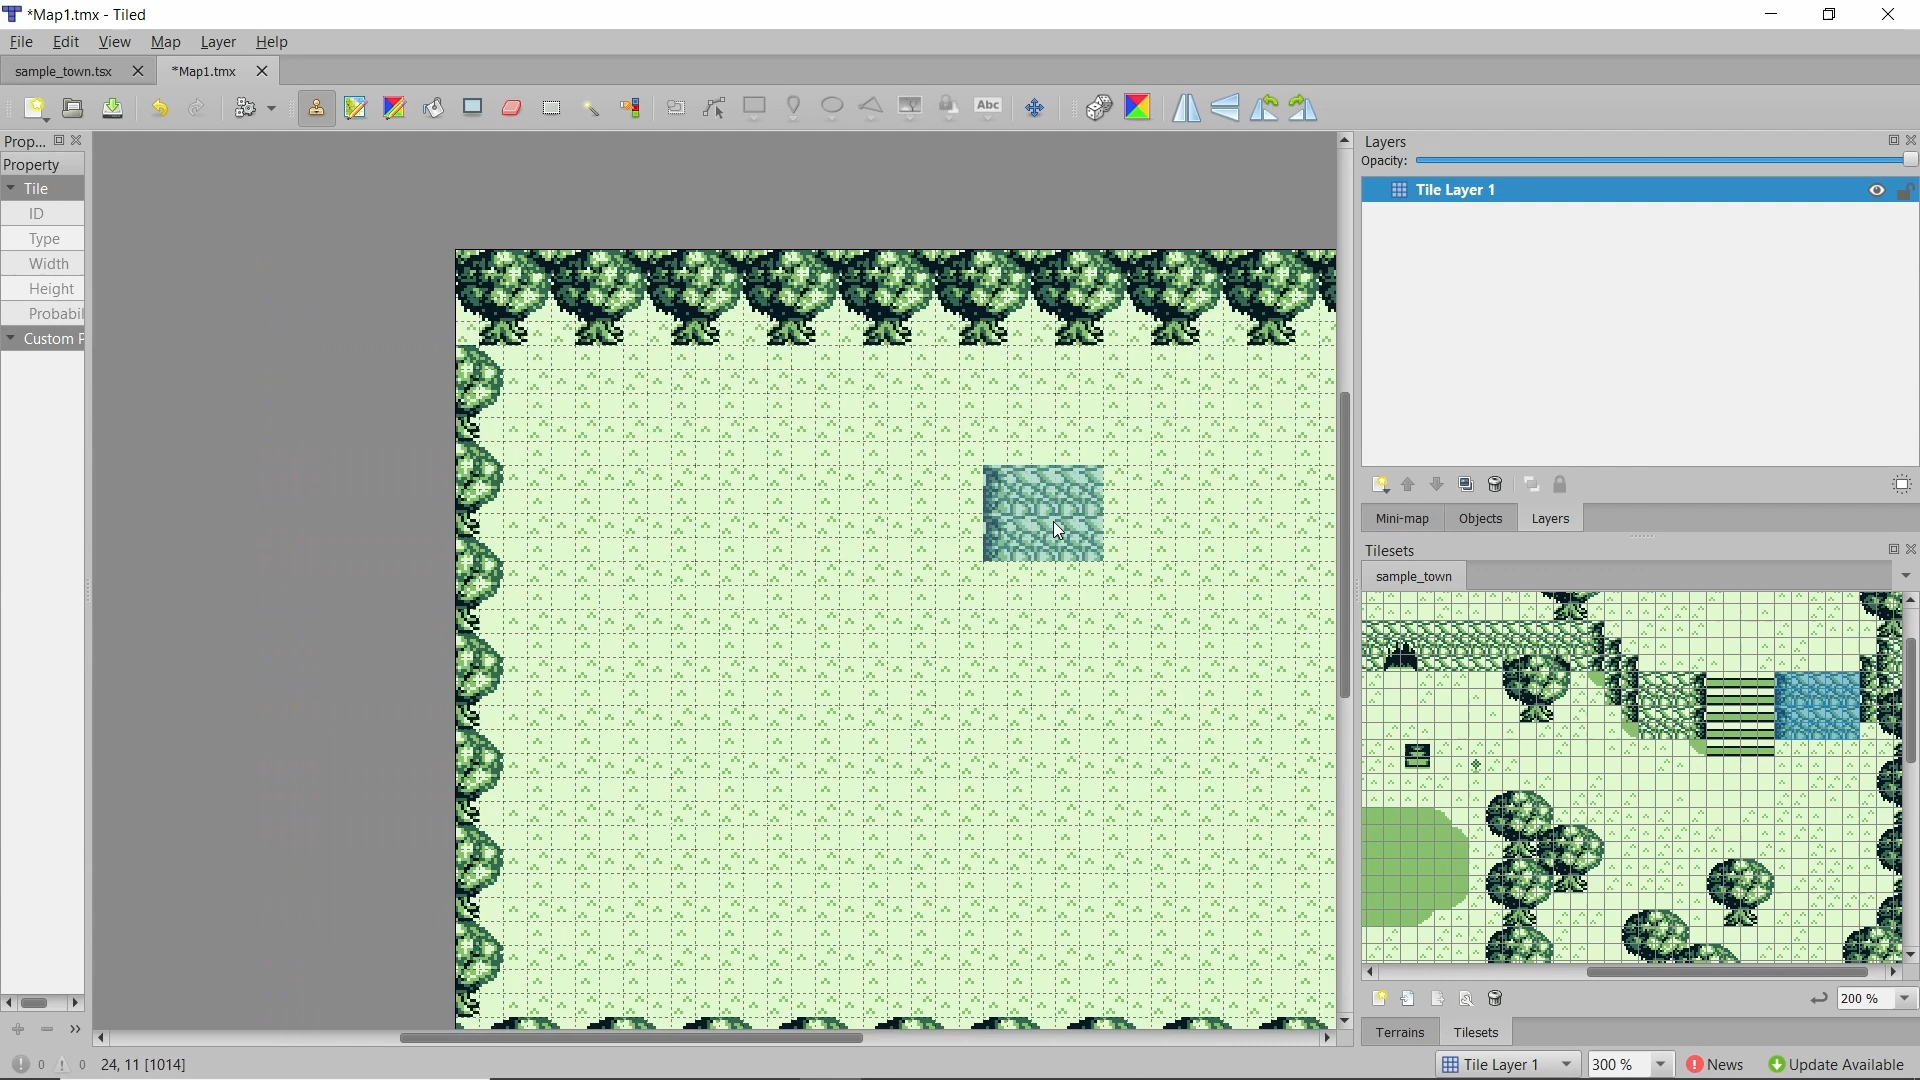 *Map1.tmx - Tiled
File Edit View Map Layer Help
sample_town.tsx *Map1.tmx
Abc
Prop...
Property
Tile
ID
Type
Width
Height
Probabil
Custom P
Layers
Opacity:
Tile Layer 1
Mini-map Objects Layers
Tilesets
sample_town
200 %
Terrains Tilesets
0 0 24, 11 [1014]
Tile Layer 1 300 % News Update Available